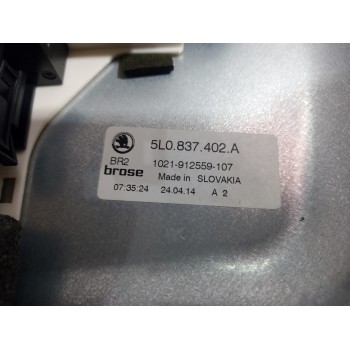 5L0.837.402.A
BR2 1021-912559-107
brose Made in SLOVAKIA
07:35:24 24.04.14 A 2